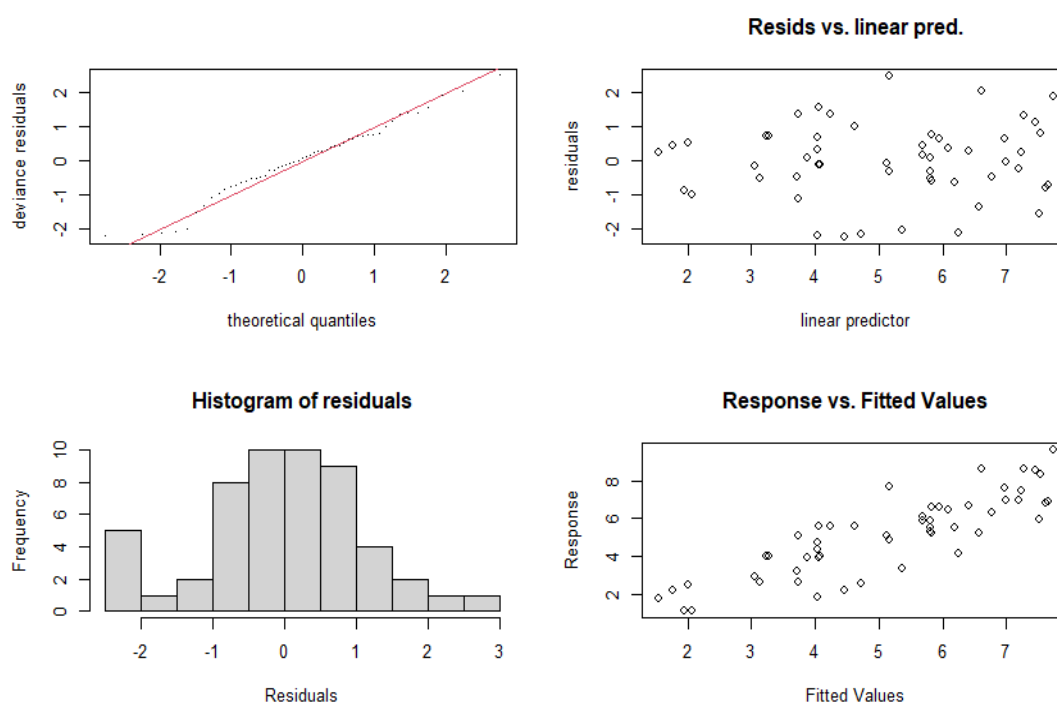 deviance residuals
2
1
0
-1
-2
-2 -1 0 1 2
theoretical quantiles
Resids vs. linear pred.
residuals
2
1
0
-1
-2
2 3 4 5 6 7
linear predictor
Histogram of residuals
Frequency
10
8
6
4
2
0
-2 -1 0 1 2 3
Residuals
Response vs. Fitted Values
Response
8
6
4
2
2 3 4 5 6 7
Fitted Values